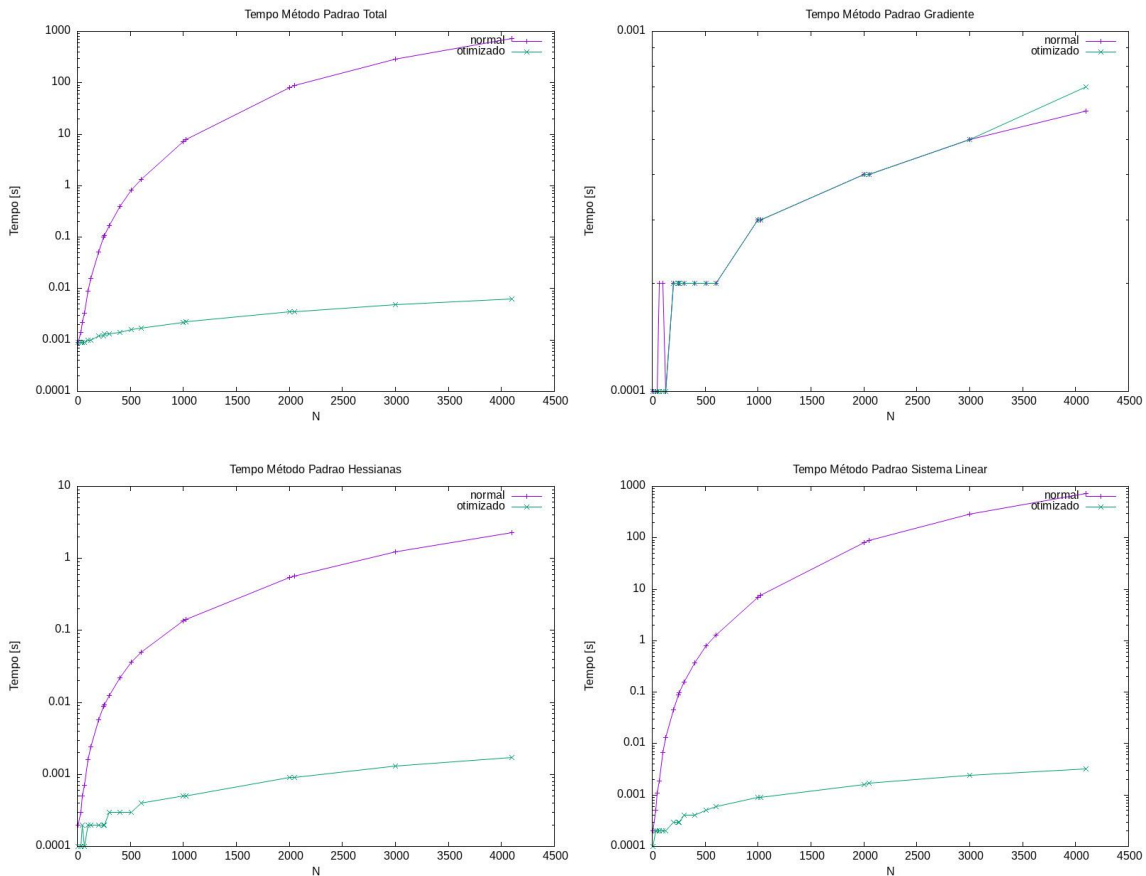 Tempo Método Padrao Total
1000
100
10
1
0.1
0.01
0.001
0.0001
Tempo [s]
normal
otimizado
0 500 1000 1500 2000 2500 3000 3500 4000 4500
N
Tempo Método Padrao Gradiente
0.001
0.0001
Tempo [s]
normal
otimizado
0 500 1000 1500 2000 2500 3000 3500 4000 4500
N
Tempo Método Padrao Hessianas
10
1
0.1
0.01
0.001
0.0001
Tempo [s]
normal
otimizado
0 500 1000 1500 2000 2500 3000 3500 4000 4500
N
Tempo Método Padrao Sistema Linear
1000
100
10
1
0.1
0.01
0.001
0.0001
Tempo [s]
normal
otimizado
0 500 1000 1500 2000 2500 3000 3500 4000 4500
N